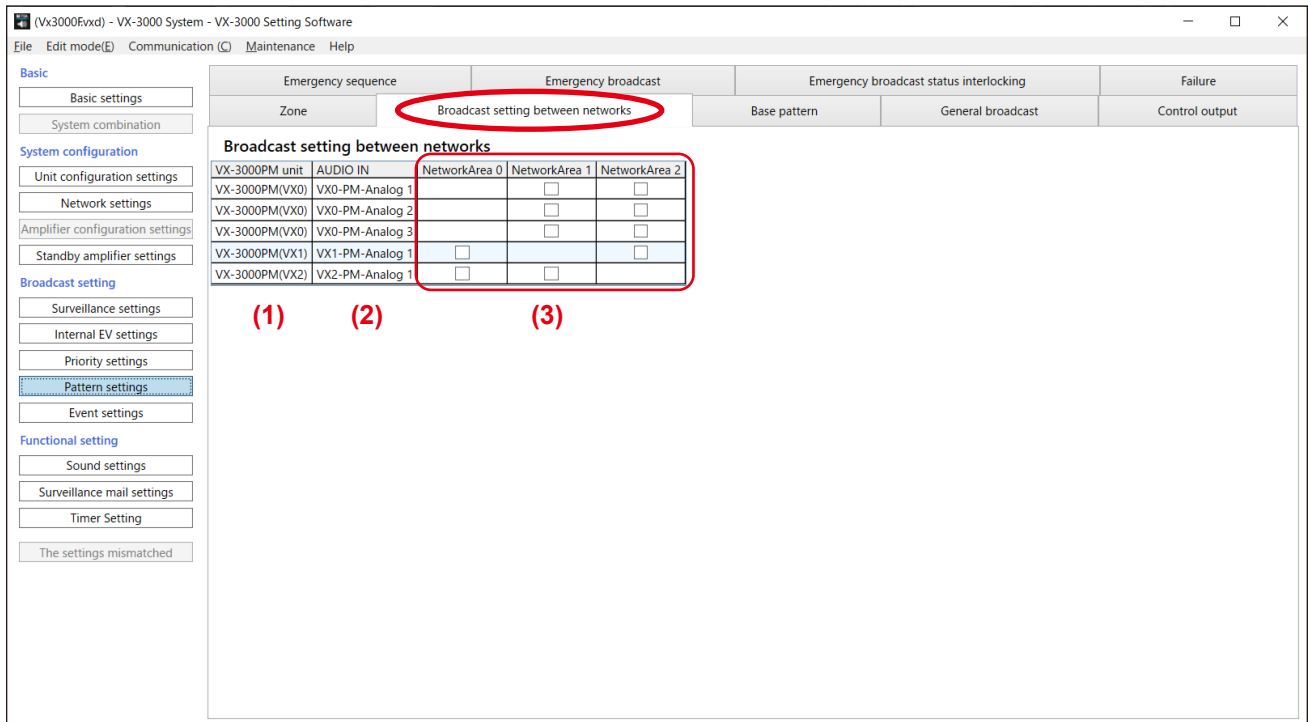 (Vx3000F.vxd) - VX-3000 System - VX-3000 Setting Software
File Edit mode(E) Communication (C) Maintenance Help
Basic
Basic settings
System combination
System configuration
Unit configuration settings
Network settings
Amplifier configuration settings
Standby amplifier settings
Broadcast setting
Surveillance settings
Internal EV settings
Priority settings
Pattern settings
Event settings
Functional setting
Sound settings
Surveillance mail settings
Timer Setting
The settings mismatched
Emergency sequence Emergency broadcast Emergency broadcast status interlocking Failure
Zone Broadcast setting between networks Base pattern General broadcast Control output
Broadcast setting between networks
VX-3000PM unit AUDIO IN NetworkArea 0 NetworkArea 1 NetworkArea 2
VX-3000PM(VX0) VX0-PM-Analog 1
VX-3000PM(VX0) VX0-PM-Analog 2
VX-3000PM(VX0) VX0-PM-Analog 3
VX-3000PM(VX1) VX1-PM-Analog 1
VX-3000PM(VX2) VX2-PM-Analog 1
(1) (2) (3)